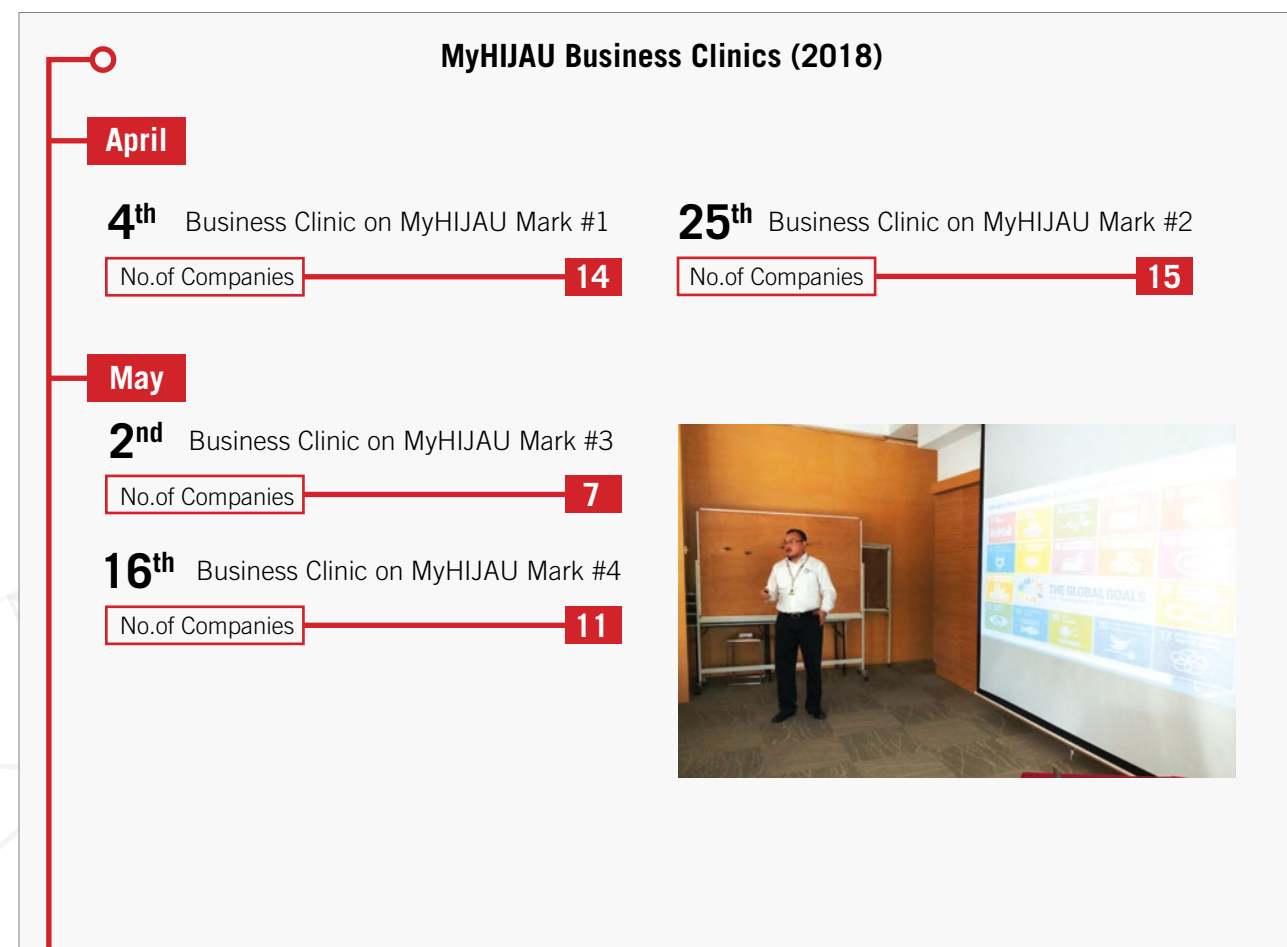 MyHIJAU Business Clinics (2018)
April
4th Business Clinic on MyHIJAU Mark #1
No.of Companies 14
25th Business Clinic on MyHIJAU Mark #2
No.of Companies 15
May
2nd Business Clinic on MyHIJAU Mark #3
No.of Companies 7
16th Business Clinic on MyHIJAU Mark #4
No.of Companies 11
THE GLOBAL GOALS